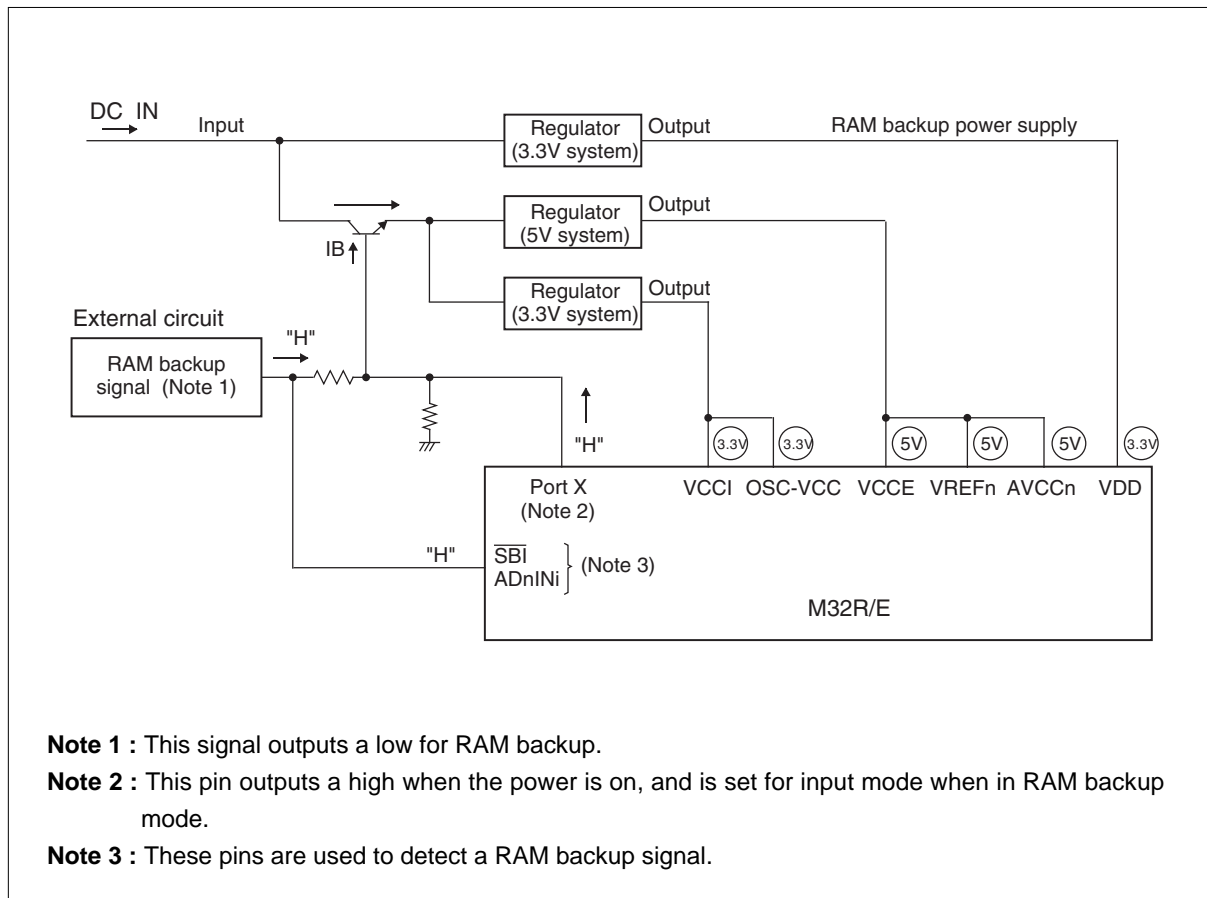 DC IN
Input
Regulator
(3.3V system)
Output
RAM backup power supply
Regulator
(5V system)
Output
IB
Regulator
(3.3V system)
Output
External circuit
"H"
RAM backup
signal (Note 1)
"H"
3.3V
3.3V
5V
5V
5V
3.3V
Port X
(Note 2)
VCCI
OSC-VCC
VCCE
VREFn
AVCCn
VDD
"H"
SBI
ADnINi
(Note 3)
M32R/E
Note 1 : This signal outputs a low for RAM backup.
Note 2 : This pin outputs a high when the power is on, and is set for input mode when in RAM backup
mode.
Note 3 : These pins are used to detect a RAM backup signal.